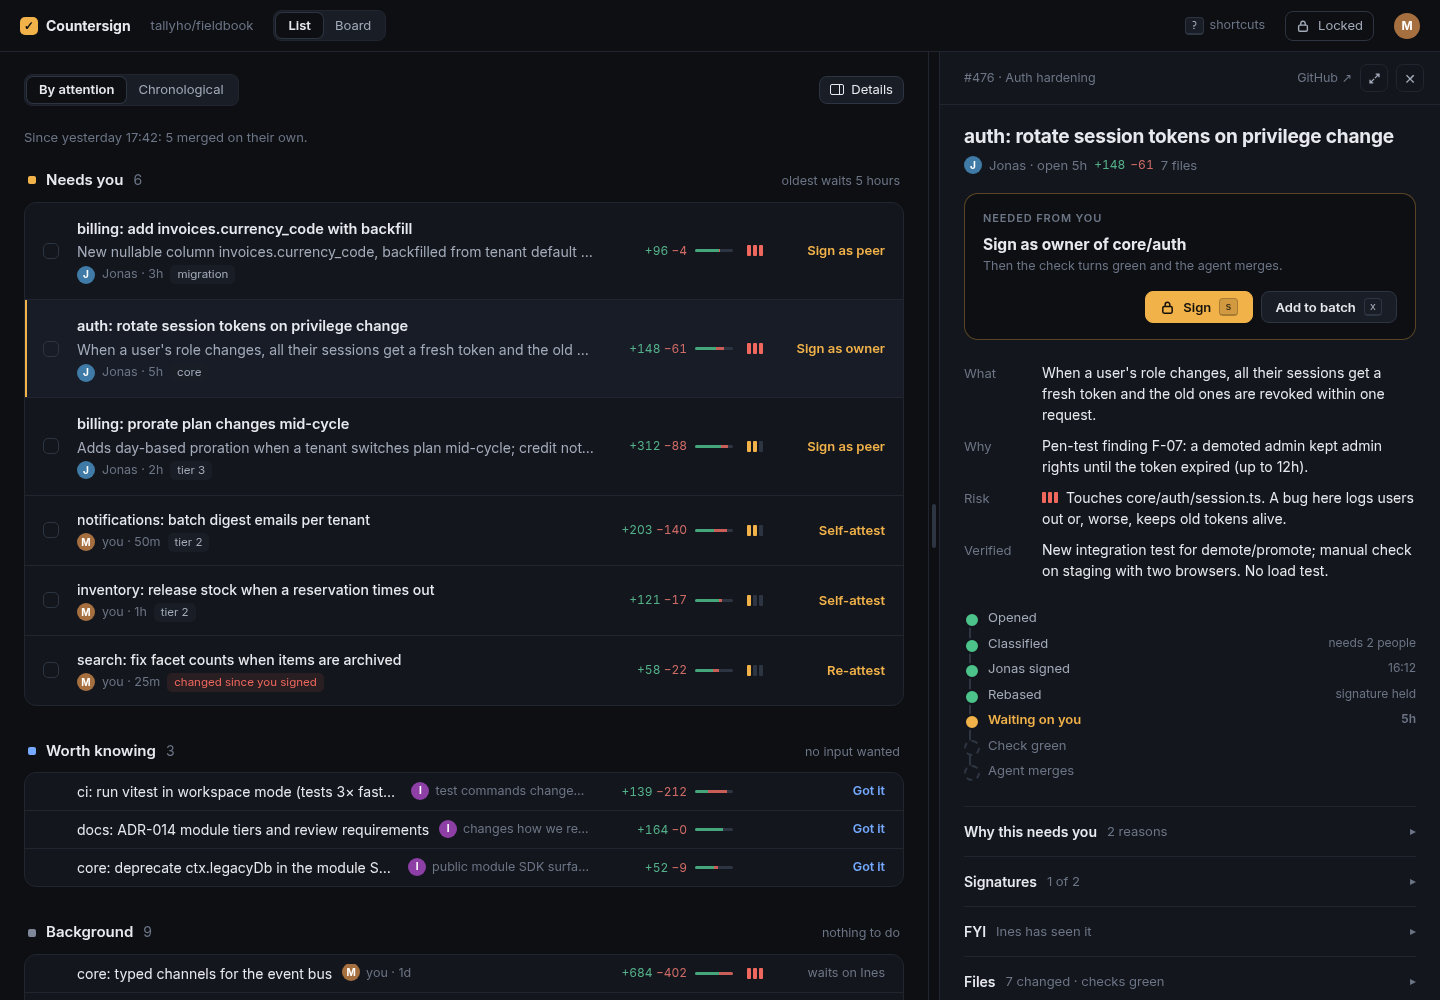 ✓ Countersign tallyho/fieldbook List Board ? shortcuts Locked M
By attention Chronological Details
Since yesterday 17:42: 5 merged on their own.
Needs you 6 oldest waits 5 hours
billing: add invoices.currency_code with backfill
New nullable column invoices.currency_code, backfilled from tenant default ...
J Jonas · 3h migration
+96 −4 Sign as peer
auth: rotate session tokens on privilege change
When a user's role changes, all their sessions get a fresh token and the old ...
J Jonas · 5h core
+148 −61 Sign as owner
billing: prorate plan changes mid-cycle
Adds day-based proration when a tenant switches plan mid-cycle; credit not...
J Jonas · 2h tier 3
+312 −88 Sign as peer
notifications: batch digest emails per tenant
M you · 50m tier 2
+203 −140 Self-attest
inventory: release stock when a reservation times out
M you · 1h tier 2
+121 −17 Self-attest
search: fix facet counts when items are archived
M you · 25m changed since you signed
+58 −22 Re-attest
Worth knowing 3 no input wanted
ci: run vitest in workspace mode (tests 3× fast... I test commands change... +139 −212 Got it
docs: ADR-014 module tiers and review requirements I changes how we re... +164 −0 Got it
core: deprecate ctx.legacyDb in the module S... I public module SDK surfa... +52 −9 Got it
Background 9 nothing to do
core: typed channels for the event bus M you · 1d +684 −402 waits on Ines
#476 · Auth hardening GitHub ↗
auth: rotate session tokens on privilege change
J Jonas · open 5h +148 −61 7 files
NEEDED FROM YOU
Sign as owner of core/auth
Then the check turns green and the agent merges.
Sign s Add to batch x
What When a user's role changes, all their sessions get a
fresh token and the old ones are revoked within one
request.
Why Pen-test finding F-07: a demoted admin kept admin
rights until the token expired (up to 12h).
Risk Touches core/auth/session.ts. A bug here logs users
out or, worse, keeps old tokens alive.
Verified New integration test for demote/promote; manual check
on staging with two browsers. No load test.
Opened
Classified needs 2 people
Jonas signed 16:12
Rebased signature held
Waiting on you 5h
Check green
Agent merges
Why this needs you 2 reasons
Signatures 1 of 2
FYI Ines has seen it
Files 7 changed · checks green